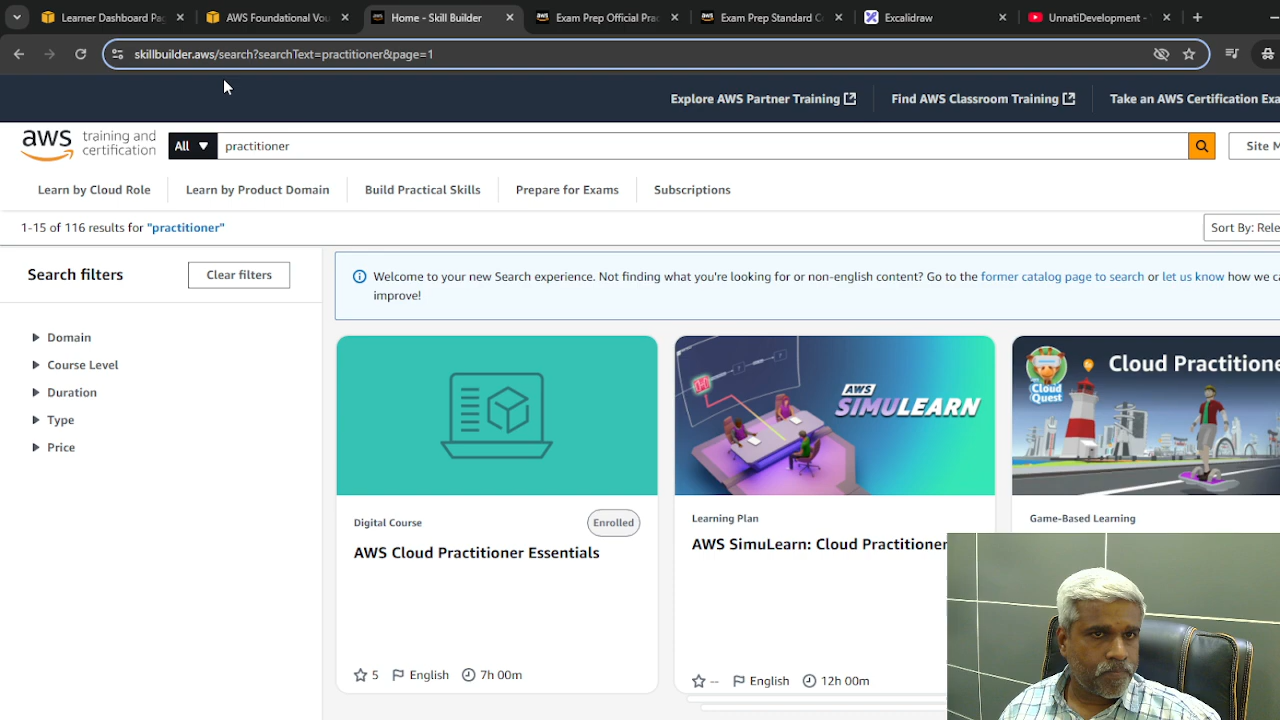 Learner Dashboard Pa
AWS Foundational Vou
Home - Skill Builder
Exam Prep Official Prac
Exam Prep Standard C
Excalidraw
UnnatiDevelopment -
skillbuilder.aws/search?searchText=practitioner&page=1
Explore AWS Partner Training
Find AWS Classroom Training
Take an AWS Certification Exa
aws training and
certification
All
practitioner
Site M
Learn by Cloud Role
Learn by Product Domain
Build Practical Skills
Prepare for Exams
Subscriptions
1-15 of 116 results for "practitioner"
Sort By: Rele
Search filters
Clear filters
Welcome to your new Search experience. Not finding what you're looking for or non-english content? Go to the former catalog page to search or let us know how we ca
improve!
Domain
Course Level
Duration
Type
Price
AWS
SIMULEARN
Cloud
Quest
Cloud Practitione
Digital Course
Enrolled
AWS Cloud Practitioner Essentials
5
English
7h 00m
Learning Plan
AWS SimuLearn: Cloud Practitioner
--
English
12h 00m
Game-Based Learning